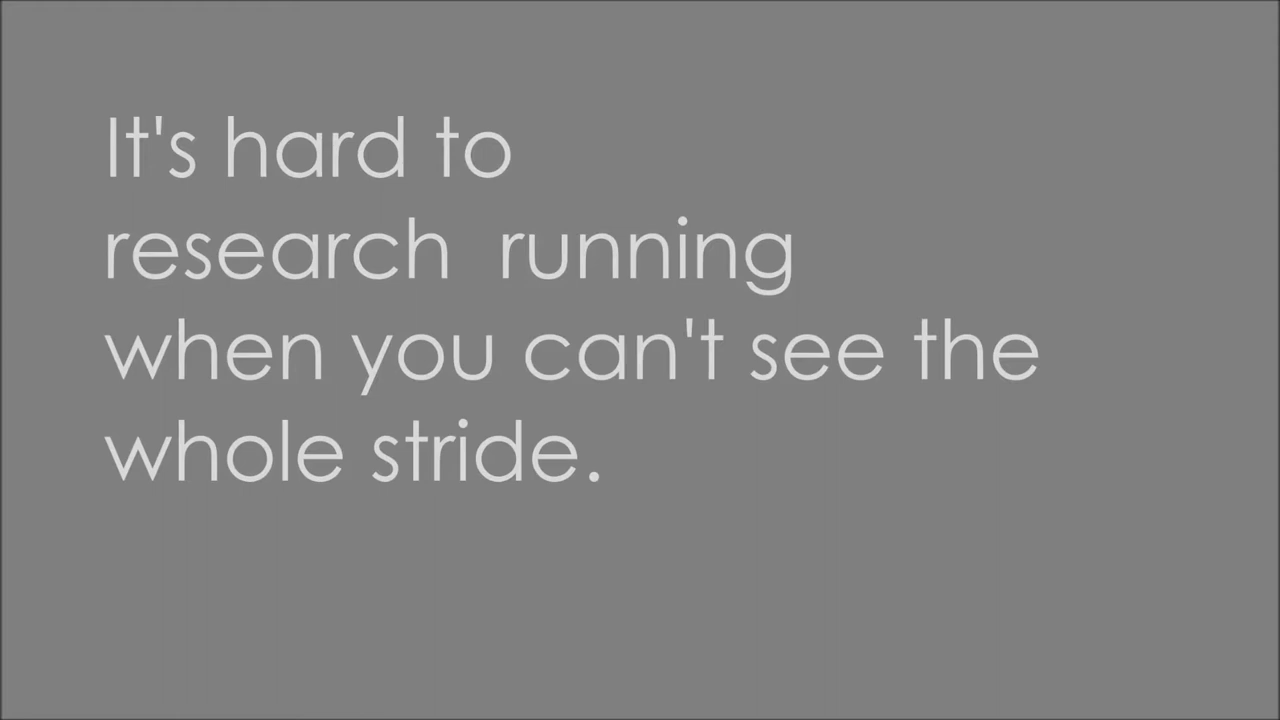 It's hard to
research  running
when you can't see the
whole stride.